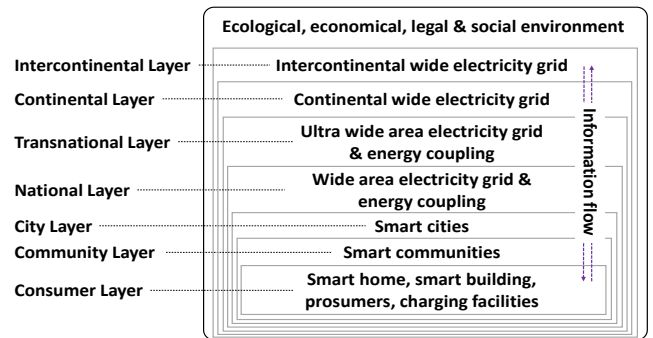 Ecological, economical, legal & social environment
Intercontinental Layer
Intercontinental wide electricity grid
Continental Layer
Continental wide electricity grid
Transnational Layer
Ultra wide area electricity grid
& energy coupling
National Layer
Wide area electricity grid &
energy coupling
City Layer
Smart cities
Community Layer
Smart communities
Consumer Layer
Smart home, smart building,
prosumers, charging facilities
Information flow